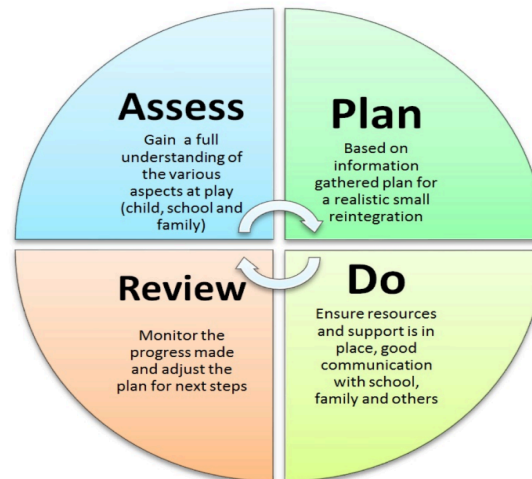 Assess
Gain a full
understanding of
the various
aspects at play
(child, school and
family)
Plan
Based on
information
gathered plan for
a realistic small
reintegration
Review
Monitor the
progress made
and adjust the
plan for next steps
Do
Ensure resources
and support is in
place, good
communication
with school,
family and others